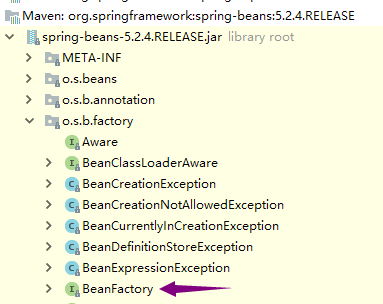 Maven: org.springframework:spring-beans:5.2.4.RELEASE
spring-beans-5.2.4.RELEASE.jar library root
META-INF
o.s.beans
o.s.b.annotation
o.s.b.factory
I Aware
I BeanClassLoaderAware
C BeanCreationException
C BeanCreationNotAllowedException
C BeanCurrentlyInCreationException
C BeanDefinitionStoreException
C BeanExpressionException
I BeanFactory